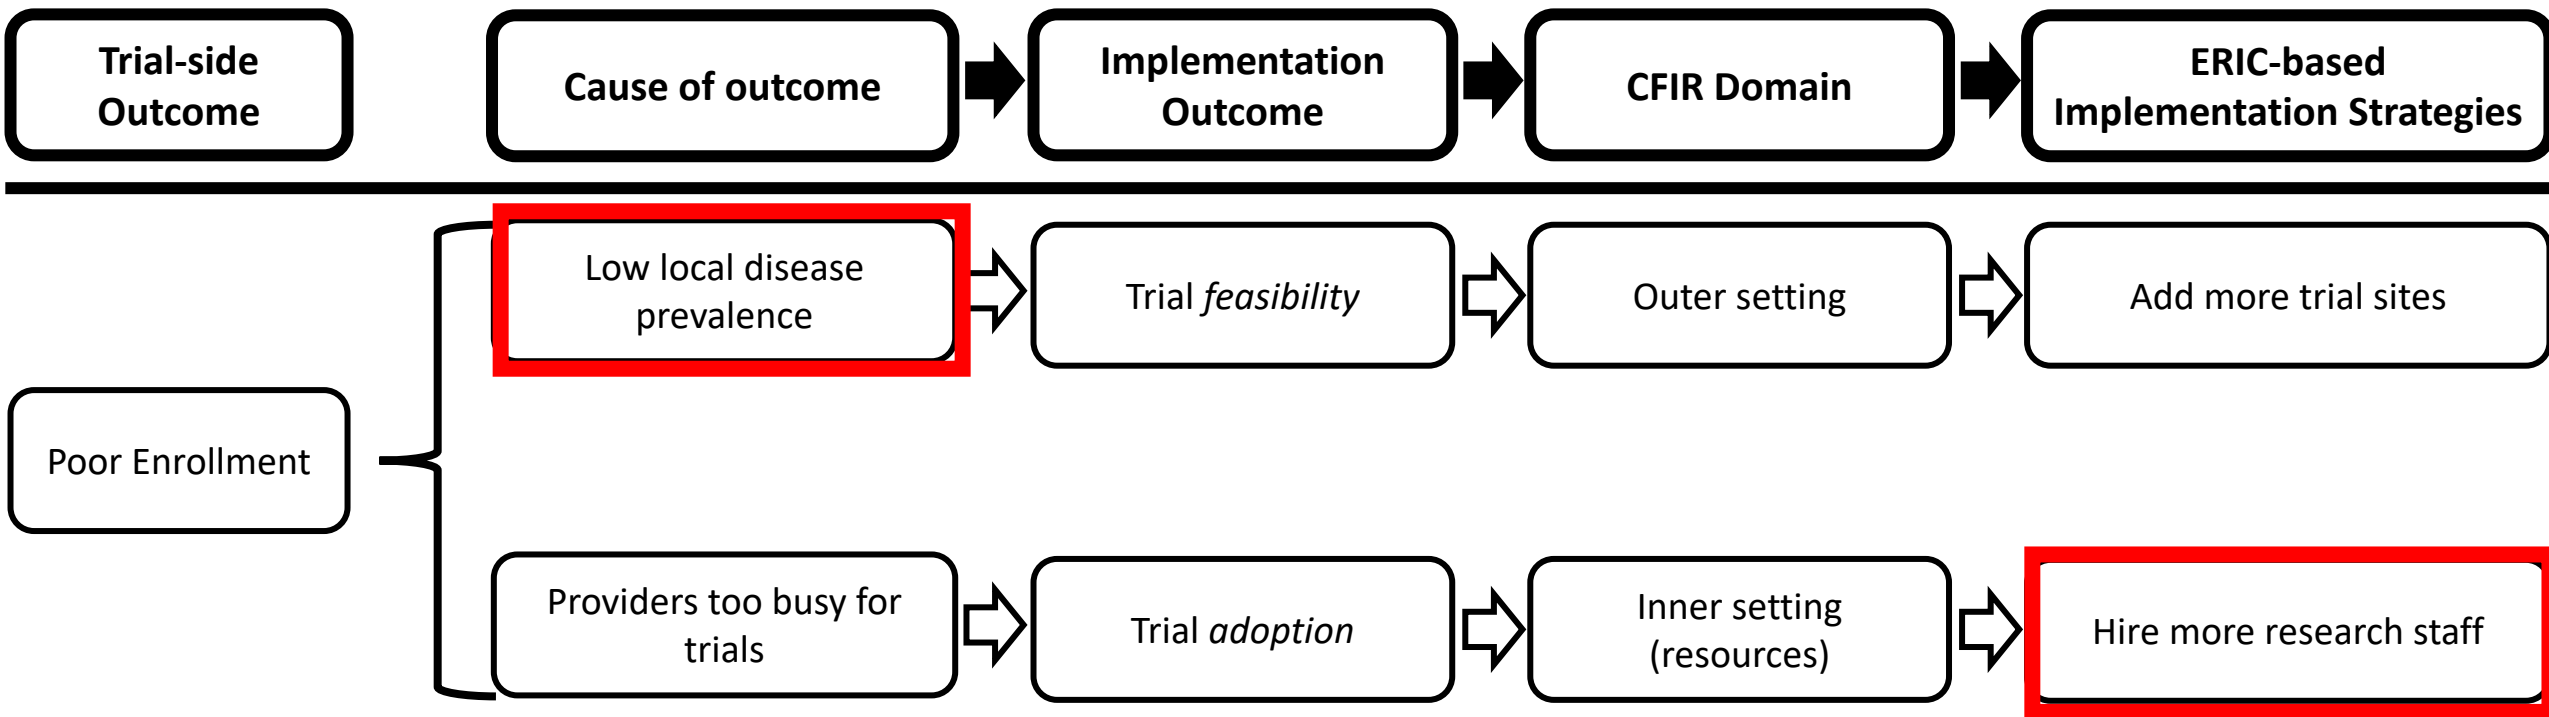 Trial-side
Outcome
Cause of outcome
Implementation
Outcome
CFIR Domain
ERIC-based
Implementation Strategies
Poor Enrollment
Low local disease
prevalence
Trial feasibility
Outer setting
Add more trial sites
Providers too busy for
trials
Trial adoption
Inner setting
(resources)
Hire more research staff